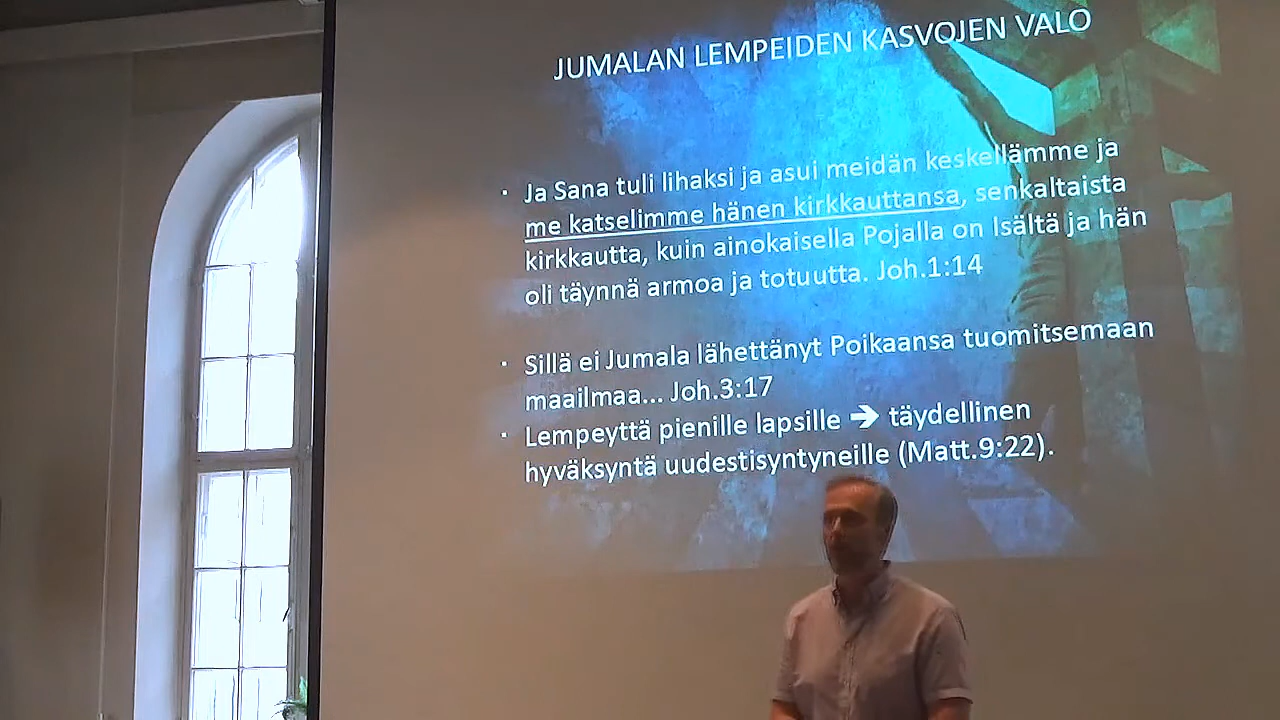 JUMALAN LEMPEIDEN KASVOJEN VALO
· Ja Sana tuli lihaksi ja asui meidän keskellämme ja
me katselimme hänen kirkkauttansa, senkaltaista
kirkkautta, kuin ainokaisella Pojalla on Isältä ja hän
oli täynnä armoa ja totuutta. Joh.1:14
· Sillä ei Jumala lähettänyt Poikaansa tuomitsemaan
maailmaa... Joh.3:17
· Lempeyttä pienille lapsille ➔ täydellinen
hyväksyntä uudestisyntyneille (Matt.9:22).